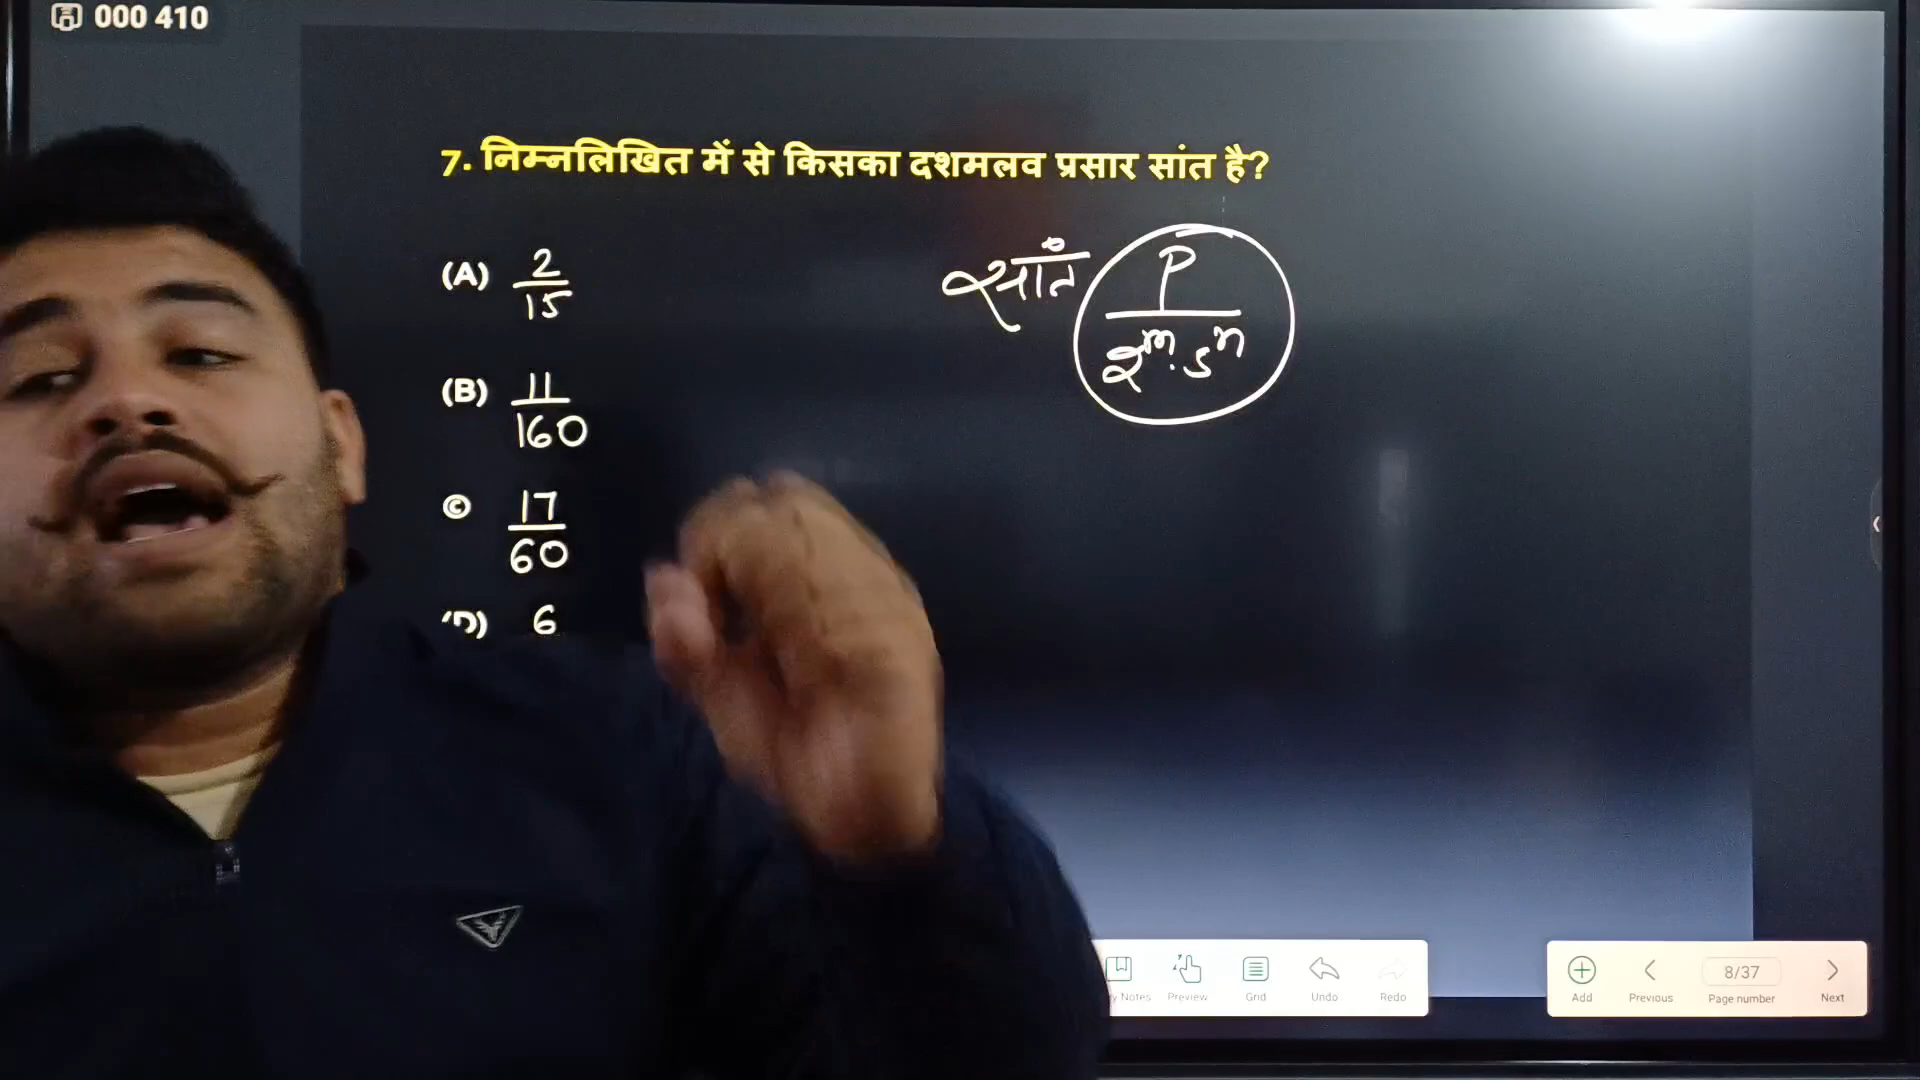 000 410
7. निम्नलिखित में से किसका दशमलव प्रसार सांत है?
(A) 2/15
सांत P/2^m.5^n
(B) 11/160
© 17/60
(D) 6
Notes Preview Grid Undo Redo
Add Previous 8/37 Page number Next